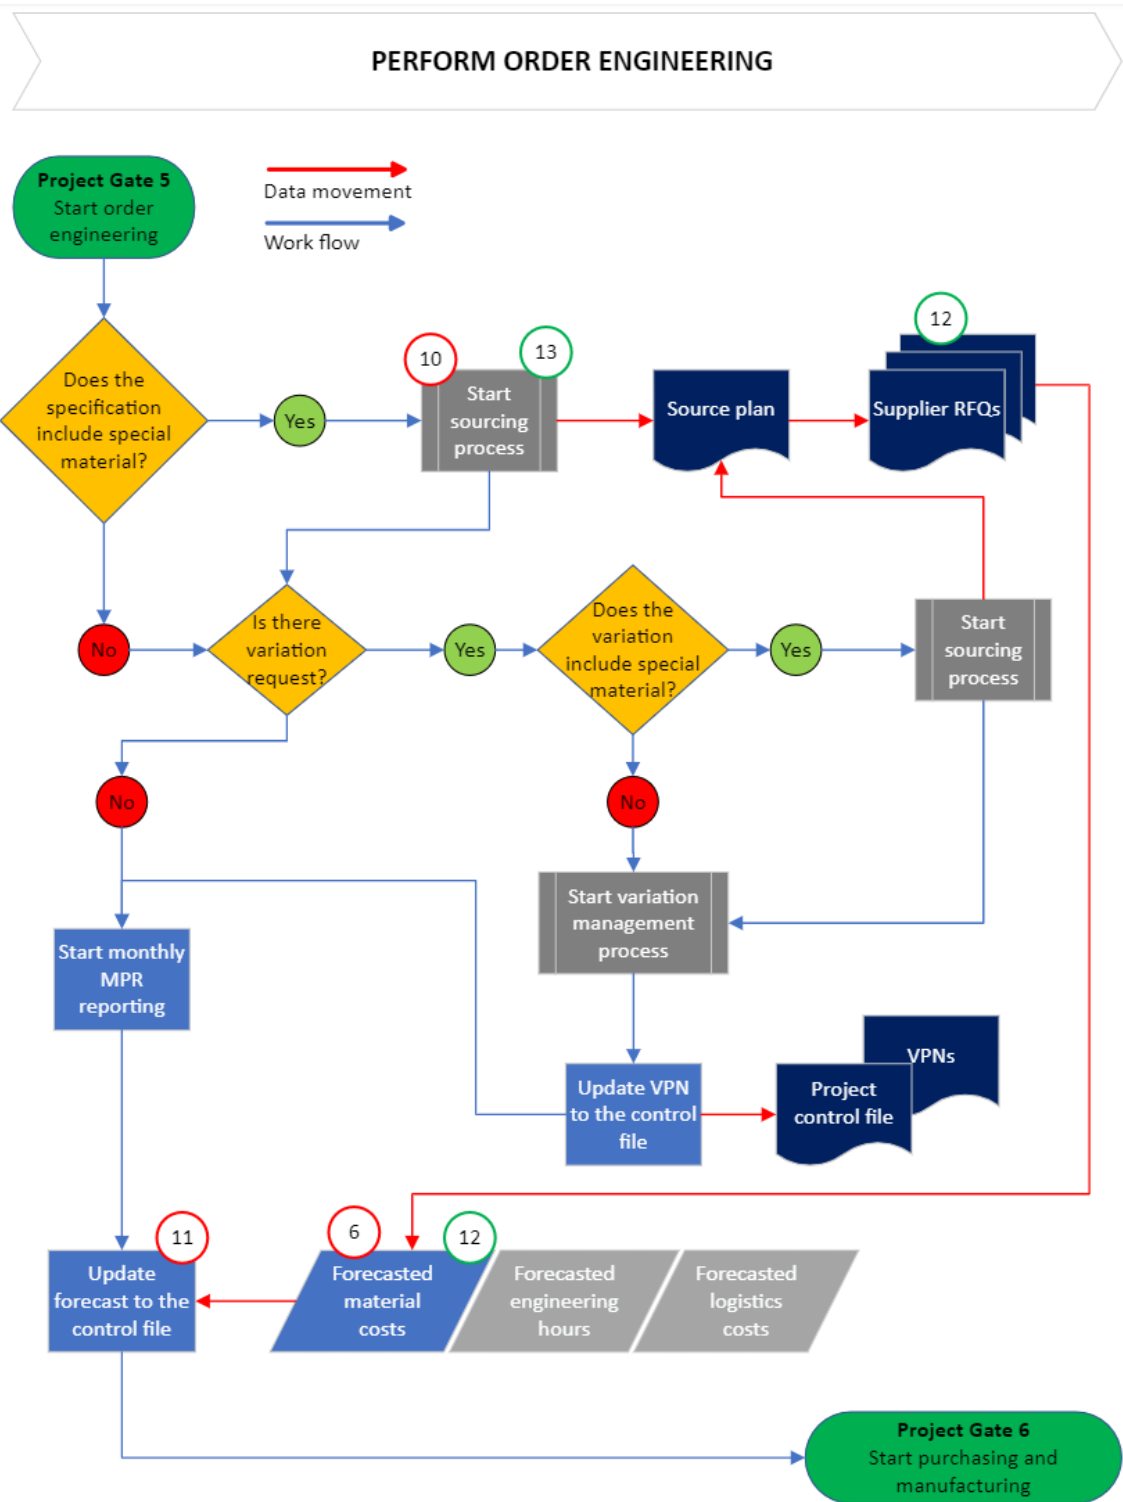 PERFORM ORDER ENGINEERING
Project Gate 5
Start order
engineering
Data movement
Work flow
Does the
specification
include special
material?
Yes
10
13
Start
sourcing
process
Source plan
12
Supplier RFQs
No
Is there
variation
request?
Yes
Does the
variation
include special
material?
Yes
Start
sourcing
process
No
No
Start variation
management
process
Start monthly
MPR
reporting
Update VPN
to the control
file
VPNs
Project
control file
11
Update
forecast to the
control file
6
12
Forecasted
material
costs
Forecasted
engineering
hours
Forecasted
logistics
costs
Project Gate 6
Start purchasing and
manufacturing